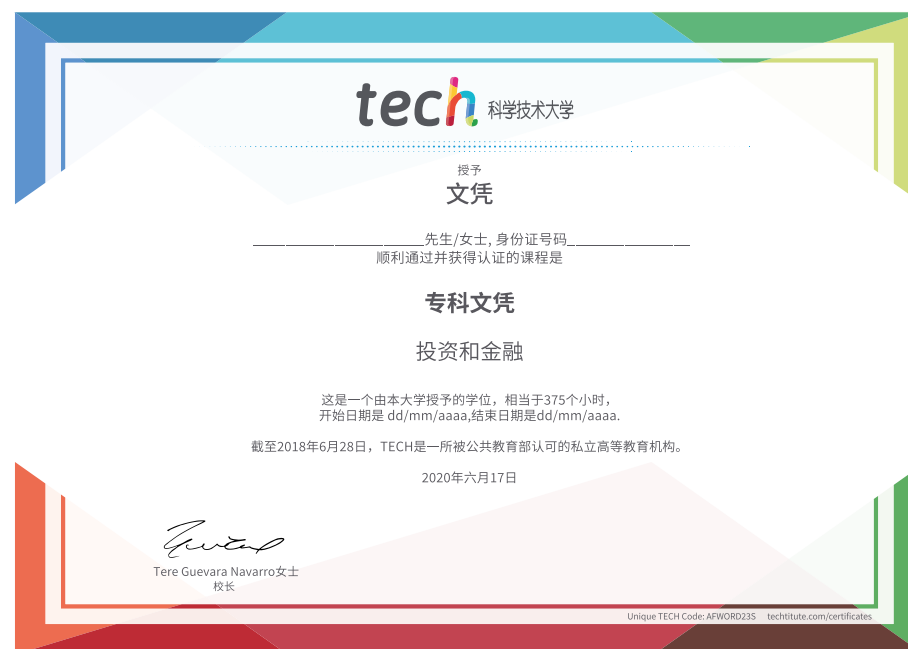 tech 科学技术大学
授予
文凭
______________________先生/女士, 身份证号码________________
顺利通过并获得认证的课程是
专科文凭
投资和金融
这是一个由本大学授予的学位，相当于375个小时，
开始日期是 dd/mm/aaaa,结束日期是dd/mm/aaaa.
截至2018年6月28日，TECH是一所被公共教育部认可的私立高等教育机构。
2020年六月17日
Tere Guevara Navarro女士
校长
Unique TECH Code: AFWORD23S techtitute.com/certificates